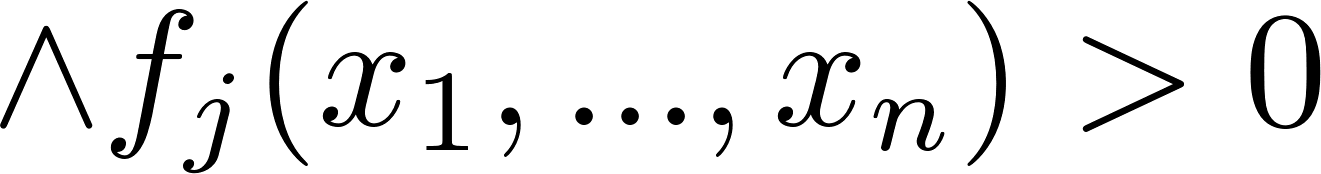 ∧f_j(x_1, ..., x_n) > 0